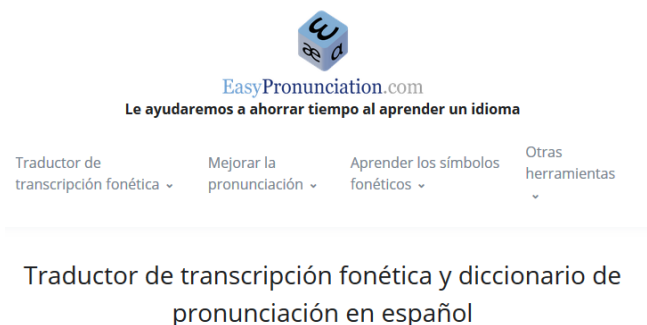 ω
æ α
EasyPronunciation.com
Le ayudaremos a ahorrar tiempo al aprender un idioma
Traductor de
transcripción fonética
Mejorar la
pronunciación
Aprender los símbolos
fonéticos
Otras
herramientas
Traductor de transcripción fonética y diccionario de
pronunciación en español